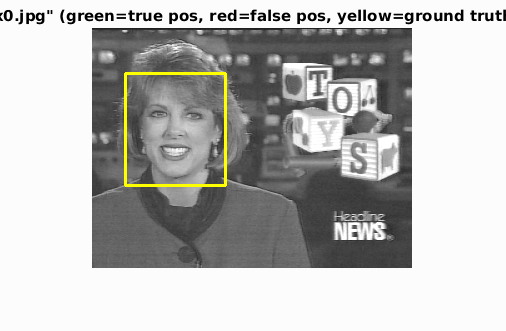 x0.jpg" (green=true pos, red=false pos, yellow=ground truth
T
O
Y
S
Headline
NEWS